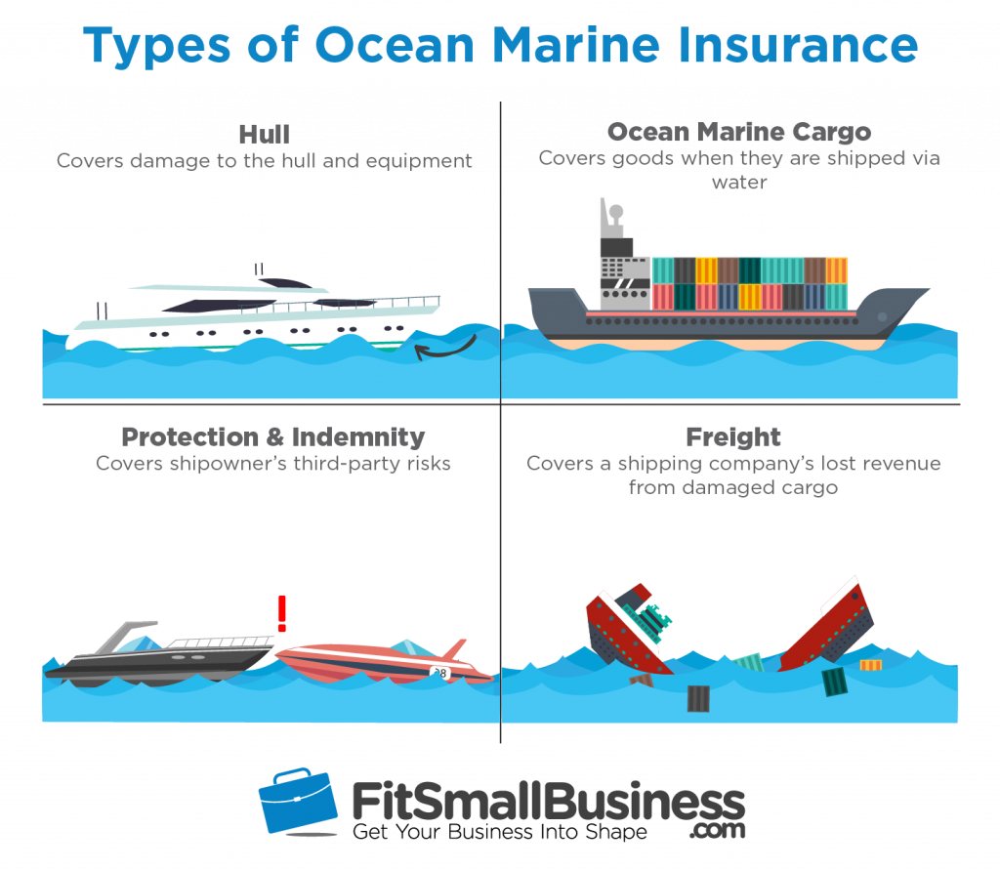 Types of Ocean Marine Insurance
Hull
Covers damage to the hull and equipment
Ocean Marine Cargo
Covers goods when they are shipped via
water
Protection & Indemnity
Covers shipowner's third-party risks
!
8
Freight
Covers a shipping company's lost revenue
from damaged cargo
FitSmallBusiness
.com
Get Your Business Into Shape